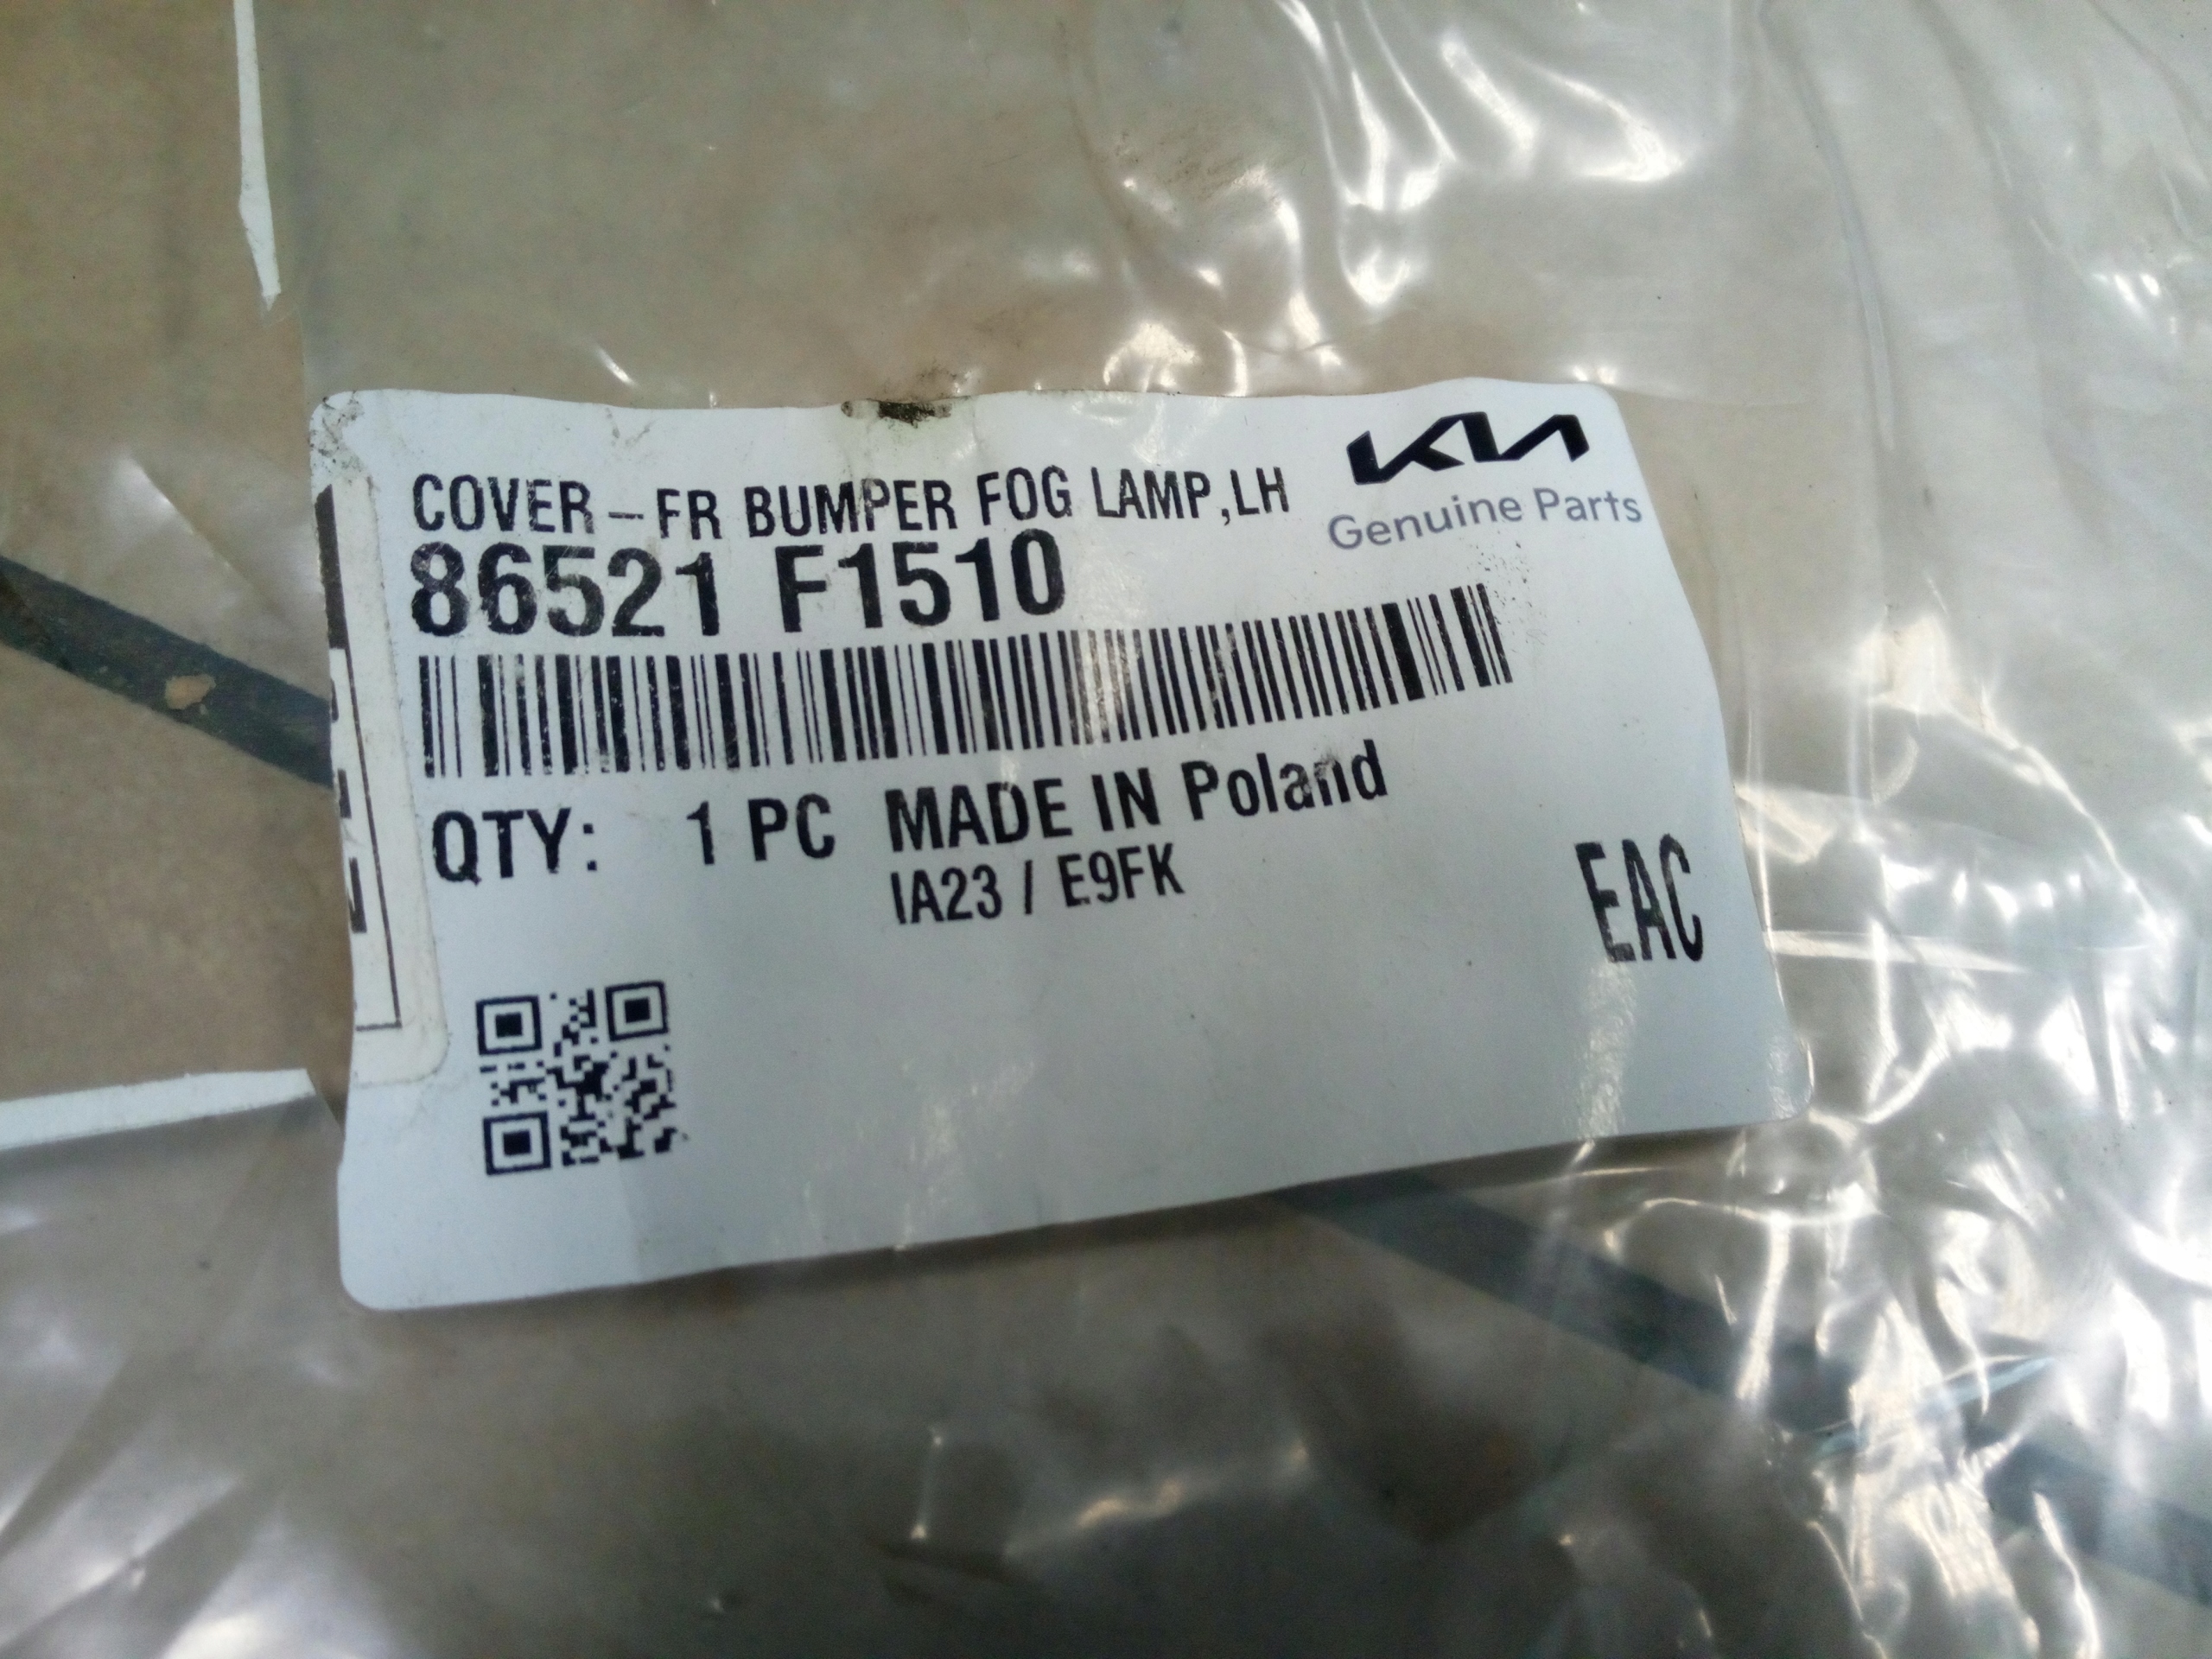 COVER-FR BUMPER FOG LAMP,LH
KIA
Genuine Parts
86521 F1510
QTY: 1 PC MADE IN Poland
IA23 / E9FK
EAC